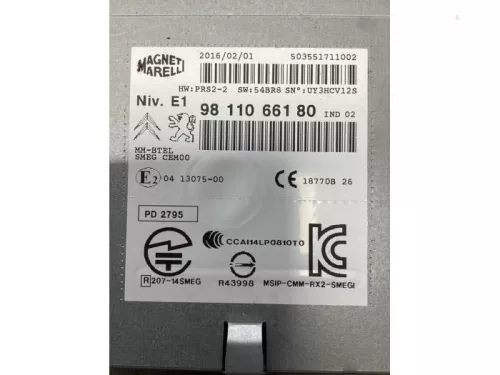 MAGNETI
MARELLI
2016/02/01 503551711002
HW:PRS2-2 SW:54BR8 SN°:UY3HCV12S
Niv. E1 98 110 661 80 IND 02
MM-BTEL
SMEG CEM00
E2 04 13075-00 CE 18770B 26
PD 2795
CCAI14LP0810T0
R 207-14SMEG R43998 MSIP-CMM-RX2-SMEGI